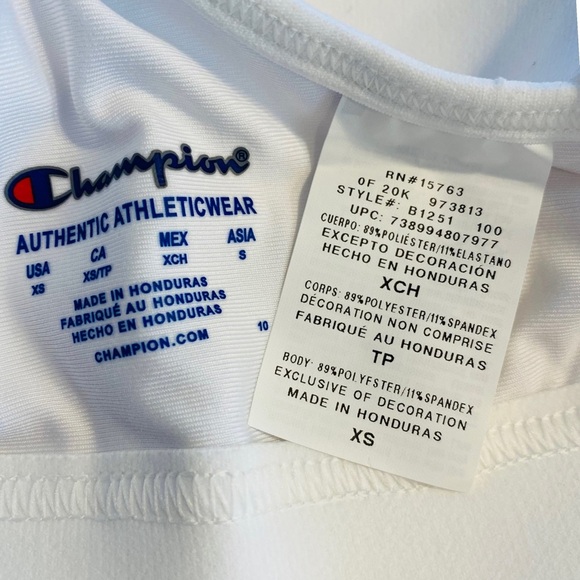 Champion®
AUTHENTIC ATHLETICWEAR
USA CA MEX ASIA
XS XS/TP XCH S
MADE IN HONDURAS
FABRIQUÉ AU HONDURAS
HECHO EN HONDURAS
CHAMPION.COM
10
RN#15763
0F 20K 973813
STYLE#: B1251 100
UPC: 738994807977
CUERPO: 89%POLIÉSTER/11%ELASTANO
EXCEPTO DECORACIÓN
HECHO EN HONDURAS
XCH
CORPS: 89%POLYESTER/11%SPANDEX
DÉCORATION NON COMPRISE
FABRIQUÉ AU HONDURAS
TP
BODY: 89%POLYESTER/11%SPANDEX
EXCLUSIVE OF DECORATION
MADE IN HONDURAS
XS